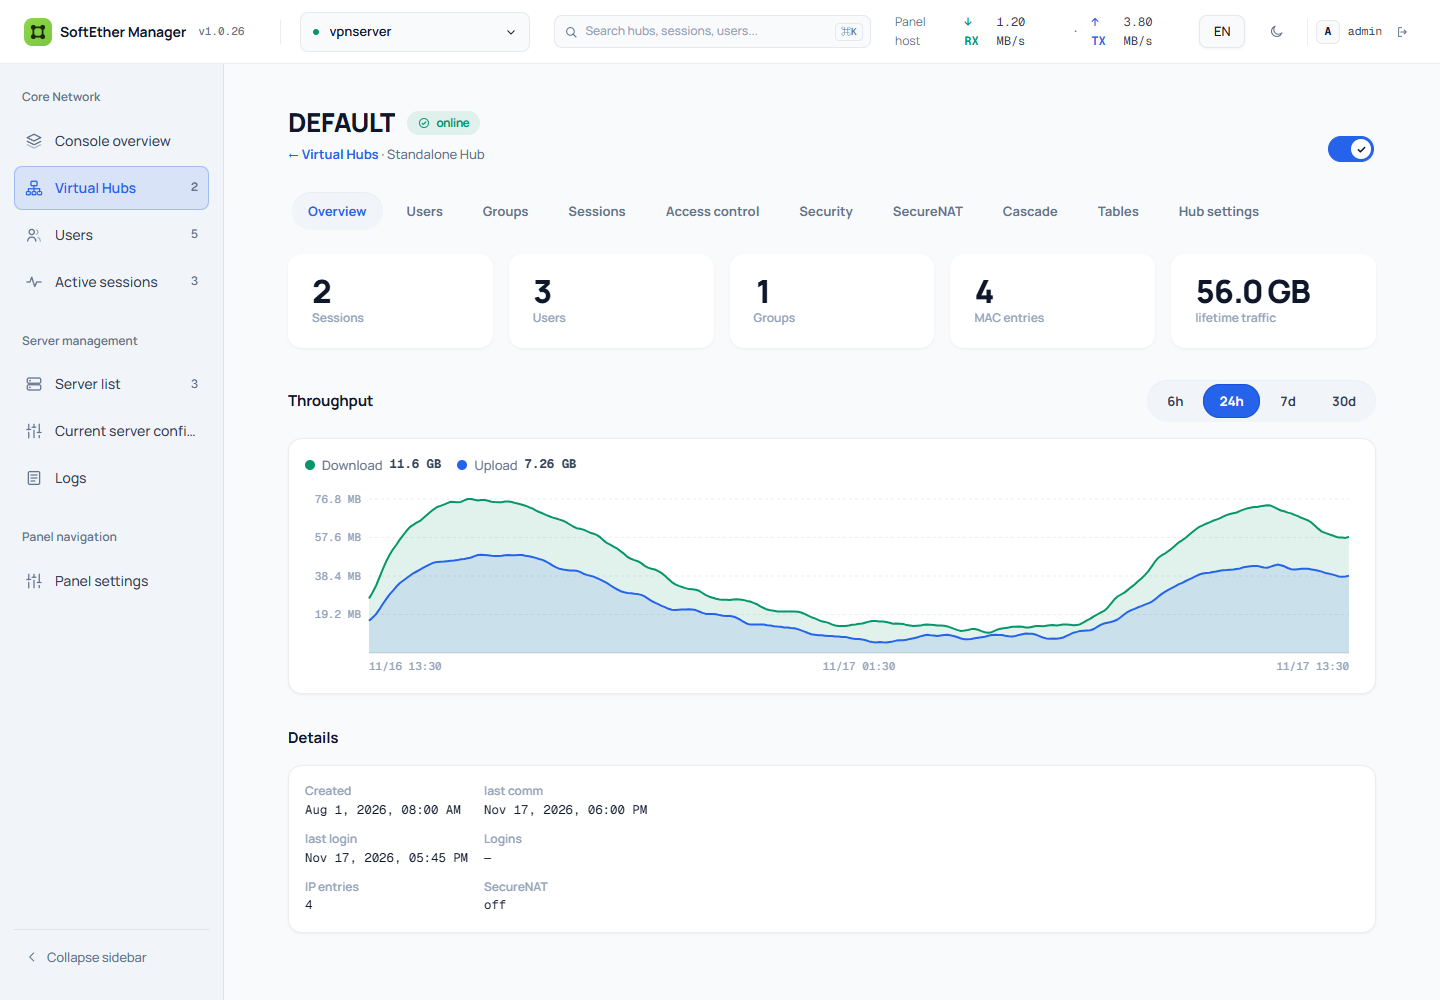 SoftEther Manager v1.0.26
vpnserver
Search hubs, sessions, users... ⌘K
Panel host
↓ RX 1.20 MB/s · ↑ TX 3.80 MB/s
EN
A admin
Core Network
Console overview
Virtual Hubs 2
Users 5
Active sessions 3
Server management
Server list 3
Current server confi...
Logs
Panel navigation
Panel settings
Collapse sidebar
DEFAULT online
← Virtual Hubs · Standalone Hub
Overview Users Groups Sessions Access control Security SecureNAT Cascade Tables Hub settings
2 3 1 4 56.0 GB
Sessions Users Groups MAC entries lifetime traffic
Throughput 6h 24h 7d 30d
Download 11.6 GB Upload 7.26 GB
76.8 MB
57.6 MB
38.4 MB
19.2 MB
11/16 13:30 11/17 01:30 11/17 13:30
Details
Created last comm
Aug 1, 2026, 08:00 AM Nov 17, 2026, 06:00 PM
last login Logins
Nov 17, 2026, 05:45 PM —
IP entries SecureNAT
4 off